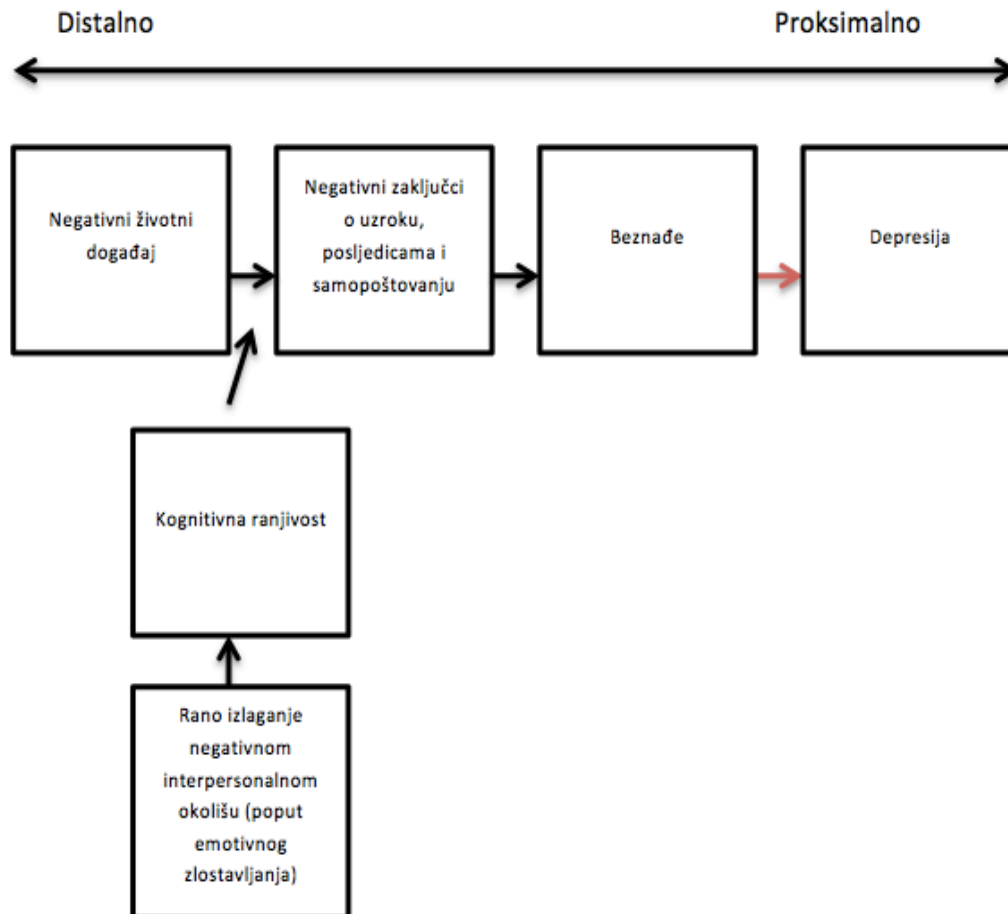 Distalno
Proksimalno
Negativni životni
događaj
Negativni zaključci
o uzroku,
posljedicama i
samopoštovanju
Beznađe
Depresija
Kognitivna ranjivost
Rano izlaganje
negativnom
interpersonalnom
okolišu (poput
emotivnog
zlostavljanja)